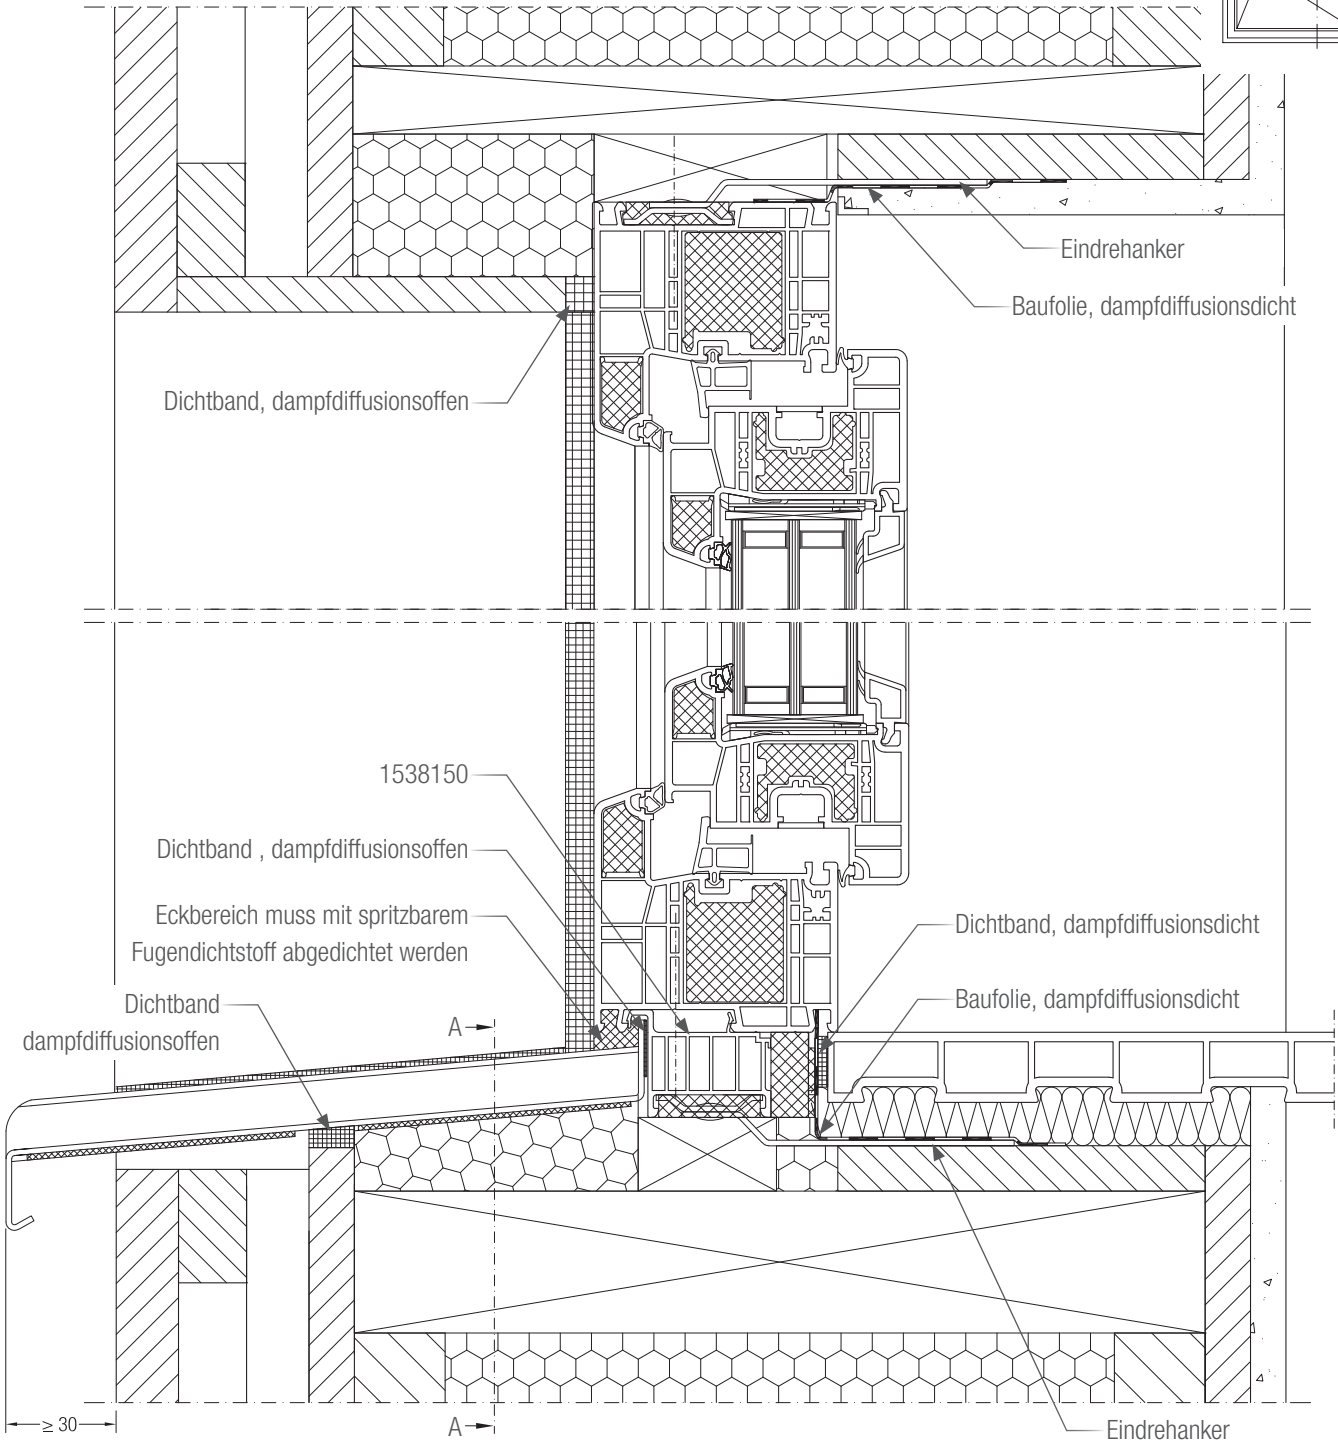 Eindrehanker
Baufolie, dampfdiffusionsdicht
Dichtband, dampfdiffusionsoffen
1538150
Dichtband , dampfdiffusionsoffen
Eckbereich muss mit spritzbarem
Fugendichtstoff abgedichtet werden
Dichtband, dampfdiffusionsdicht
Dichtband
dampfdiffusionsoffen
Baufolie, dampfdiffusionsdicht
A
A
≥ 30
Eindrehanker